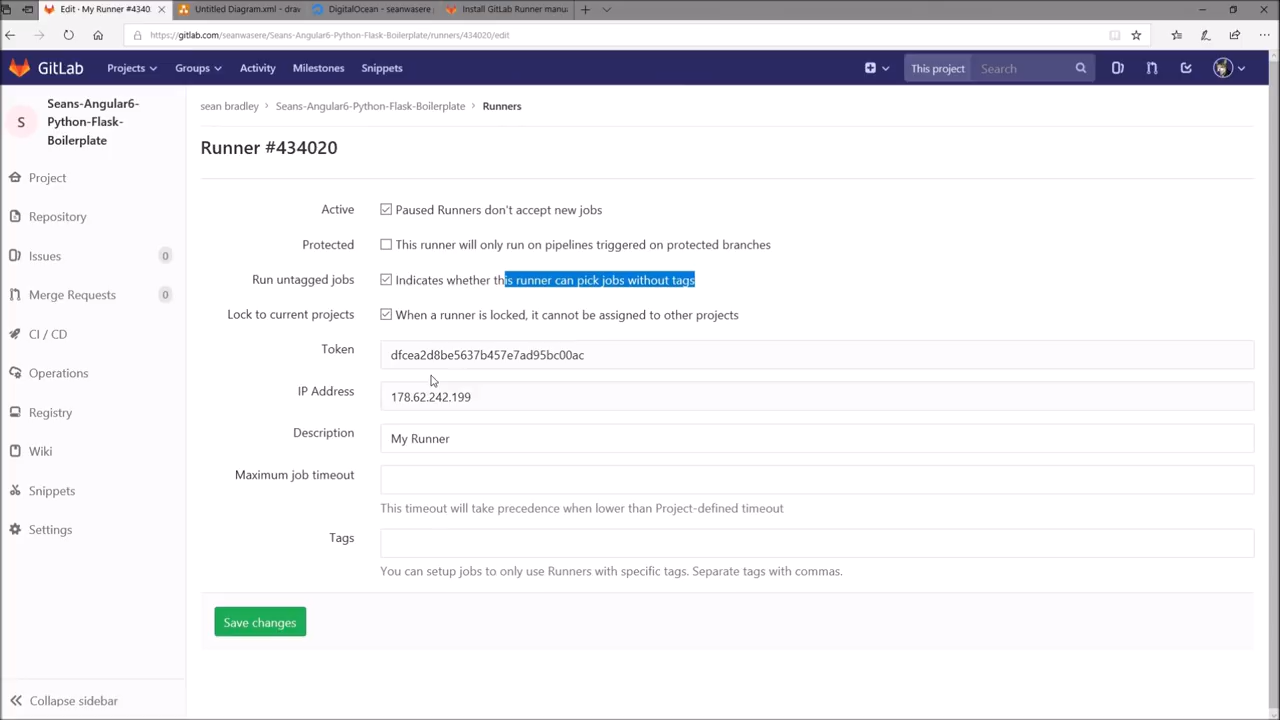 Edit · My Runner #4340
Untitled Diagram.xml - drav
DigitalOcean - seanwasere
Install GitLab Runner manu
https://gitlab.com/seanwasere/Seans-Angular6-Python-Flask-Boilerplate/runners/434020/edit
GitLab
Projects
Groups
Activity
Milestones
Snippets
This project
Search
S
Seans-Angular6-
Python-Flask-
Boilerplate
Project
Repository
Issues 0
Merge Requests 0
CI / CD
Operations
Registry
Wiki
Snippets
Settings
Collapse sidebar
sean bradley > Seans-Angular6-Python-Flask-Boilerplate > Runners
Runner #434020
Active Paused Runners don't accept new jobs
Protected This runner will only run on pipelines triggered on protected branches
Run untagged jobs Indicates whether this runner can pick jobs without tags
Lock to current projects When a runner is locked, it cannot be assigned to other projects
Token dfcea2d8be5637b457e7ad95bc00ac
IP Address 178.62.242.199
Description My Runner
Maximum job timeout
This timeout will take precedence when lower than Project-defined timeout
Tags
You can setup jobs to only use Runners with specific tags. Separate tags with commas.
Save changes